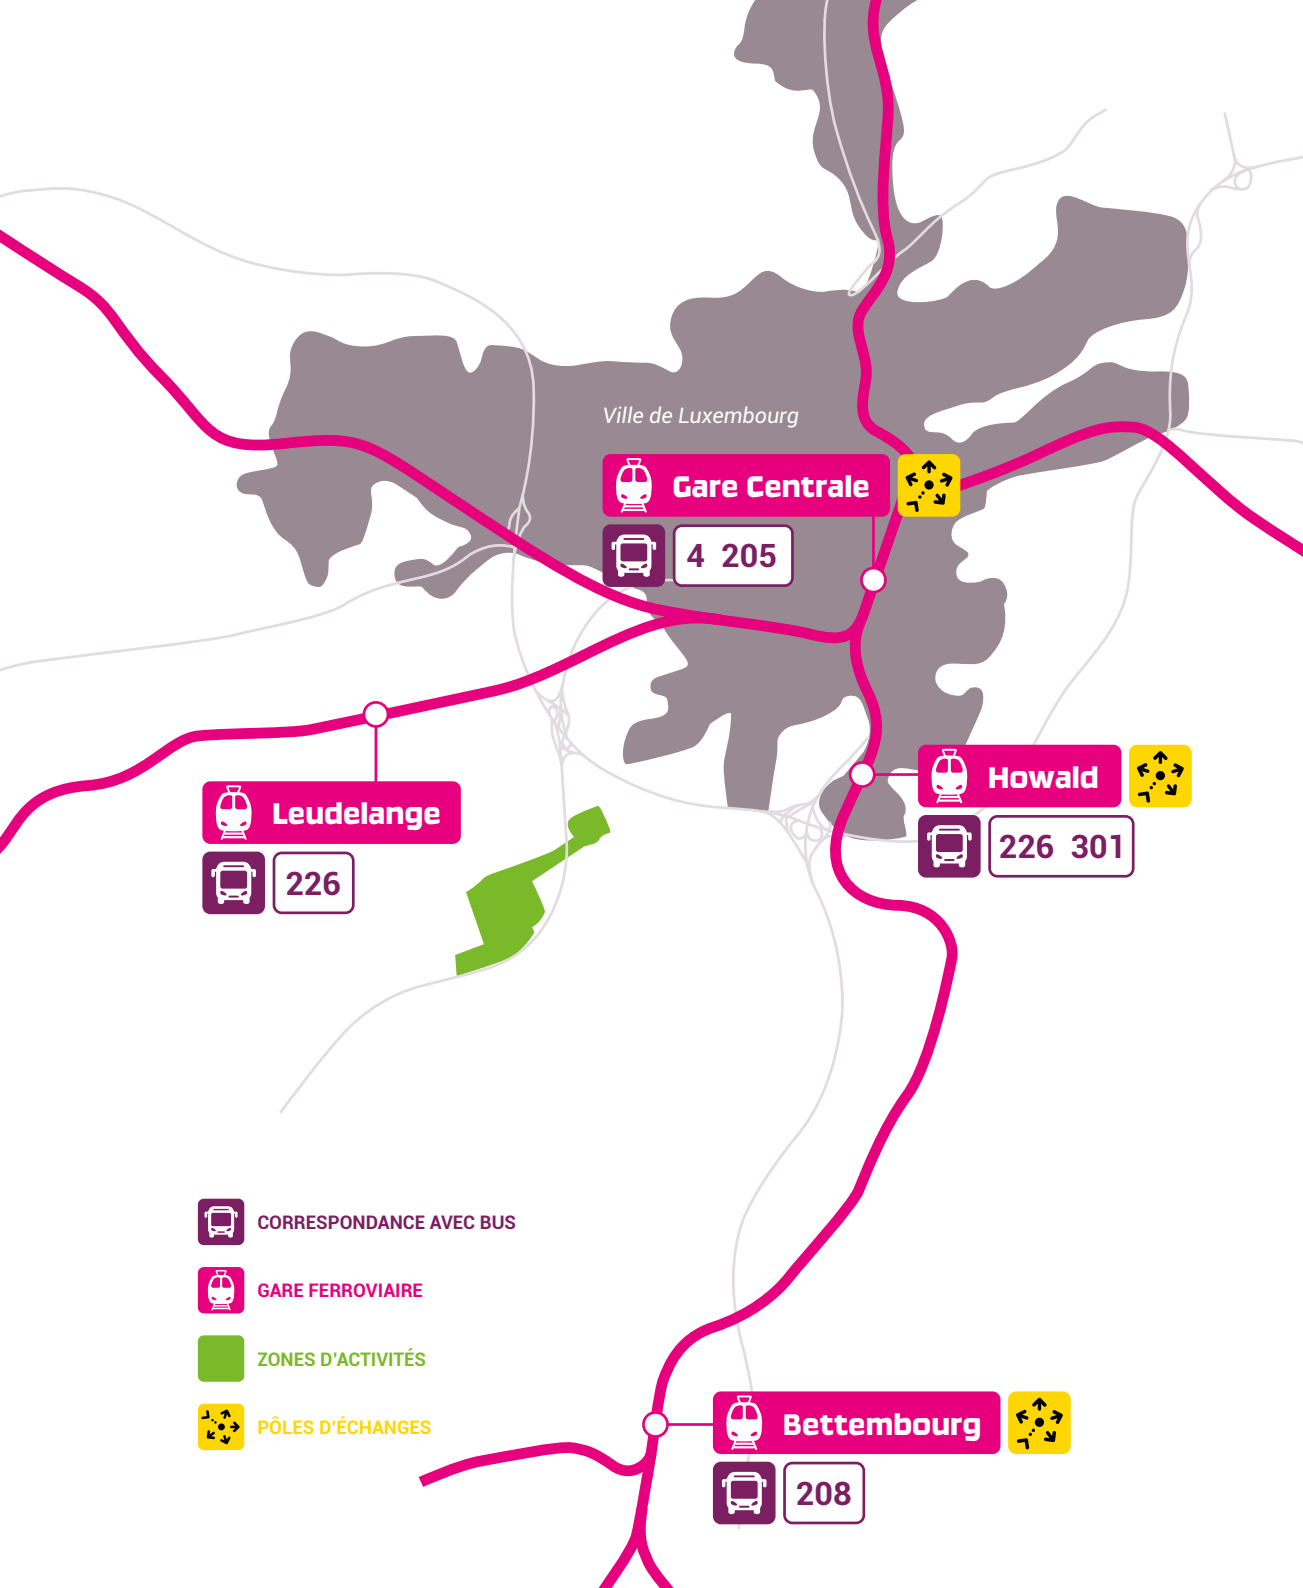 Ville de Luxembourg
Gare Centrale
4 205
Howald
226 301
Leudelange
226
CORRESPONDANCE AVEC BUS
GARE FERROVIAIRE
ZONES D'ACTIVITÉS
PÔLES D'ÉCHANGES
Bettembourg
208